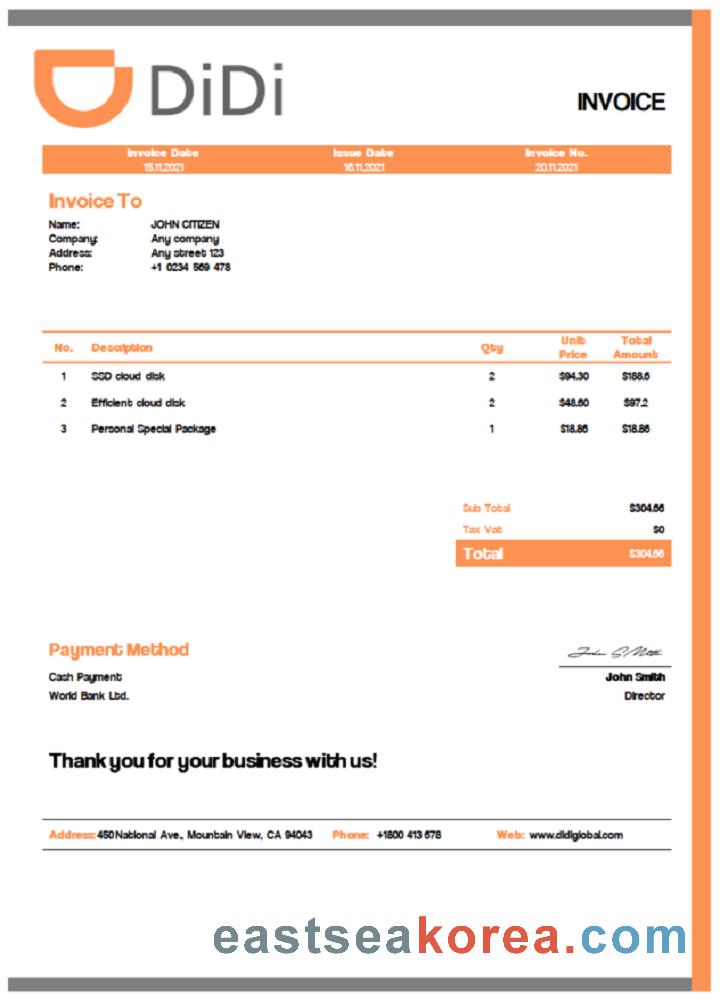 DiDi
INVOICE
Invoice Date Issue Date Invoice No.
15.11.2021 16.11.2021 20.11.2021
Invoice To
Name: JOHN CITIZEN
Company: Any company
Address: Any street 123
Phone: +1 0234 569 478
No. Description Qty Unit Price Total Amount
1 SSD cloud disk 2 $94.30 $188.6
2 Efficient cloud disk 2 $48.60 $97.2
3 Personal Special Package 1 $18.86 $18.86
Sub Total $304.66
Tax Vat $0
Total $304.66
Payment Method
Cash Payment
World Bank Ltd.
John Smith
John Smith
Director
Thank you for your business with us!
Address: 450 National Ave., Mountain View, CA 94043 Phone: +1800 413 678 Web: www.didiglobal.com
eastseakorea.com